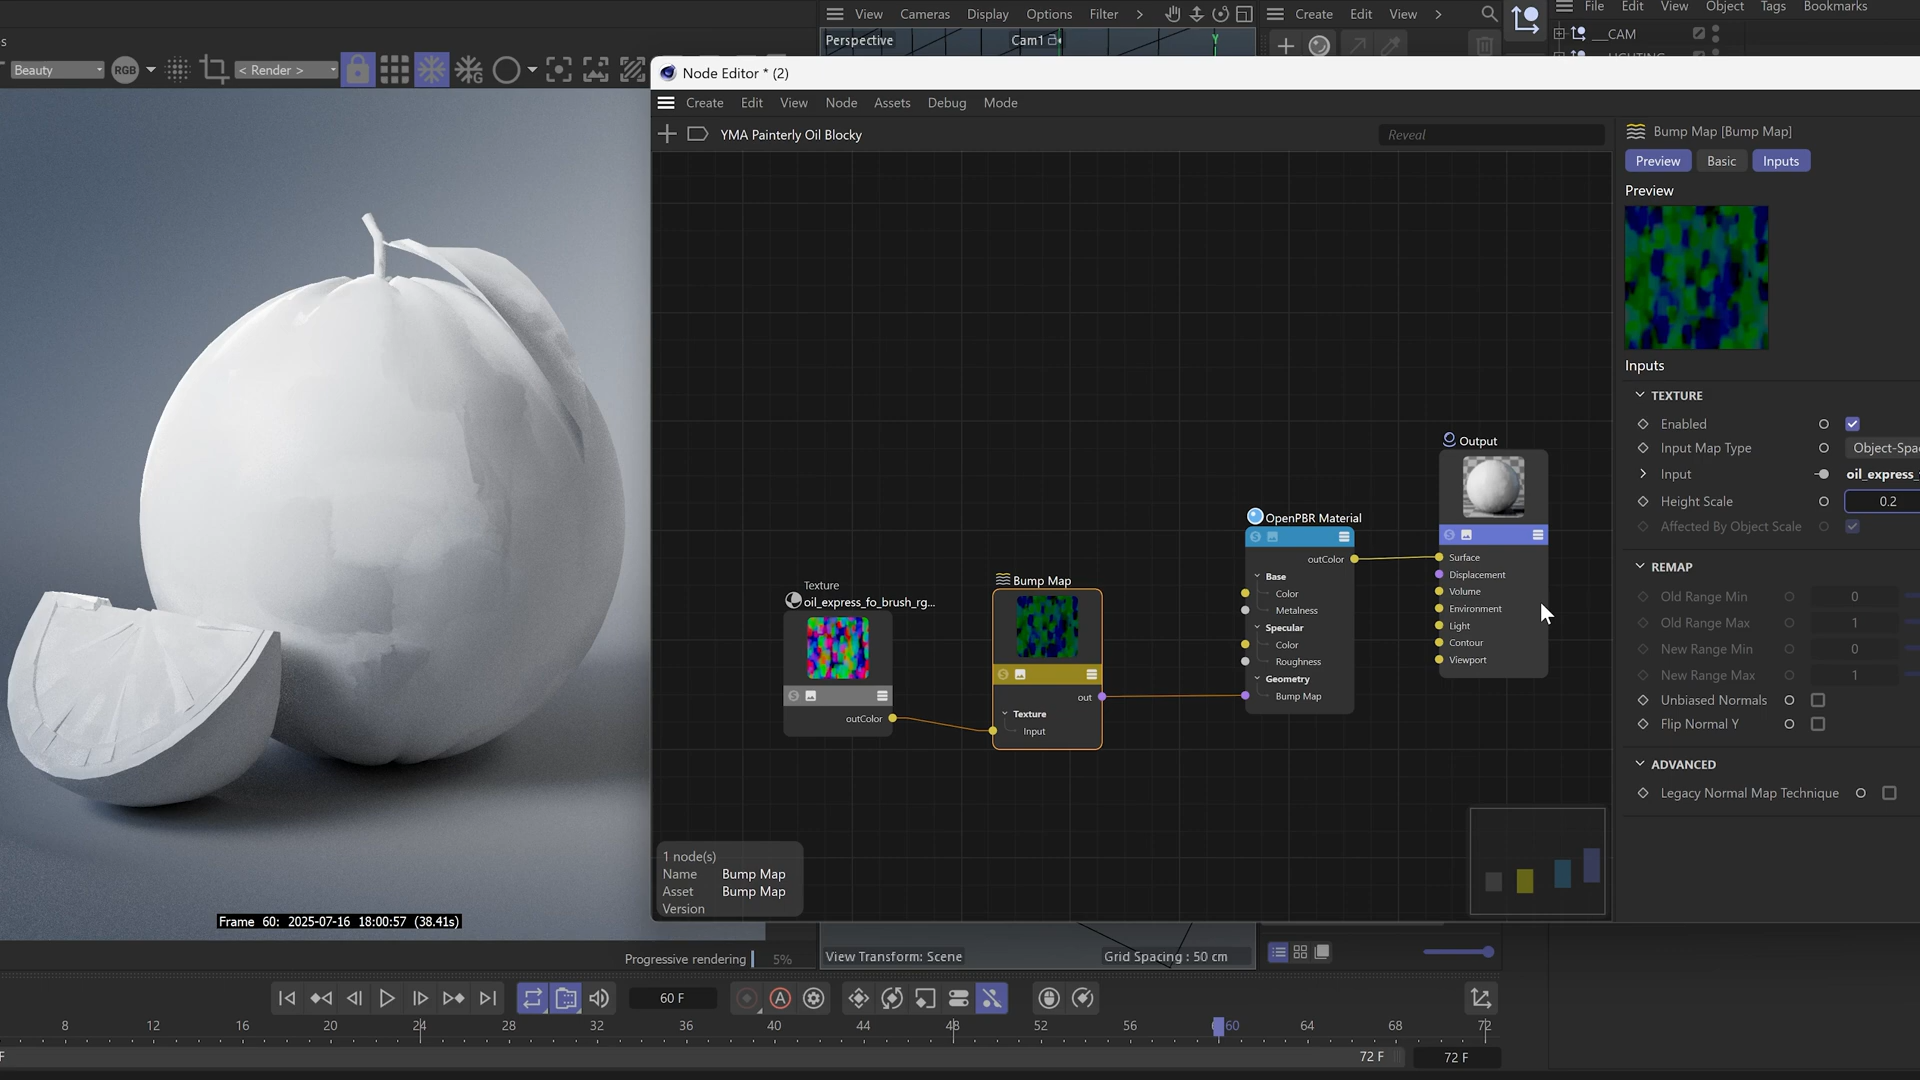 View Cameras Display Options Filter
Create Edit View
File Edit View Object Tags Bookmarks
Perspective
Cam1
Y
__CAM
s
Beauty
RGB
< Render >
G
Node Editor * (2)
Create Edit View Node Assets Debug Mode
YMA Painterly Oil Blocky
Reveal
Bump Map [Bump Map]
Preview Basic Inputs
Preview
Inputs
TEXTURE
Enabled
Input Map Type Object-Spac
Input oil_express_
Height Scale 0.2
Affected By Object Scale
REMAP
Old Range Min 0
Old Range Max 1
New Range Min 0
New Range Max 1
Unbiased Normals
Flip Normal Y
ADVANCED
Legacy Normal Map Technique
Texture
oil_express_fo_brush_rg...
S
outColor
Bump Map
S
out
Texture
Input
OpenPBR Material
S
outColor
Base
Color
Metalness
Specular
Color
Roughness
Geometry
Bump Map
Output
S
Surface
Displacement
Volume
Environment
Light
Contour
Viewport
1 node(s)
Name Bump Map
Asset Bump Map
Version
Frame 60: 2025-07-16 18:00:57 (38.41s)
Progressive rendering 5%
View Transform: Scene
Grid Spacing : 50 cm
60 F
A
8 12 16 20 24 28 32 36 40 44 48 52 56 60 64 68 72
F
72 F
72 F